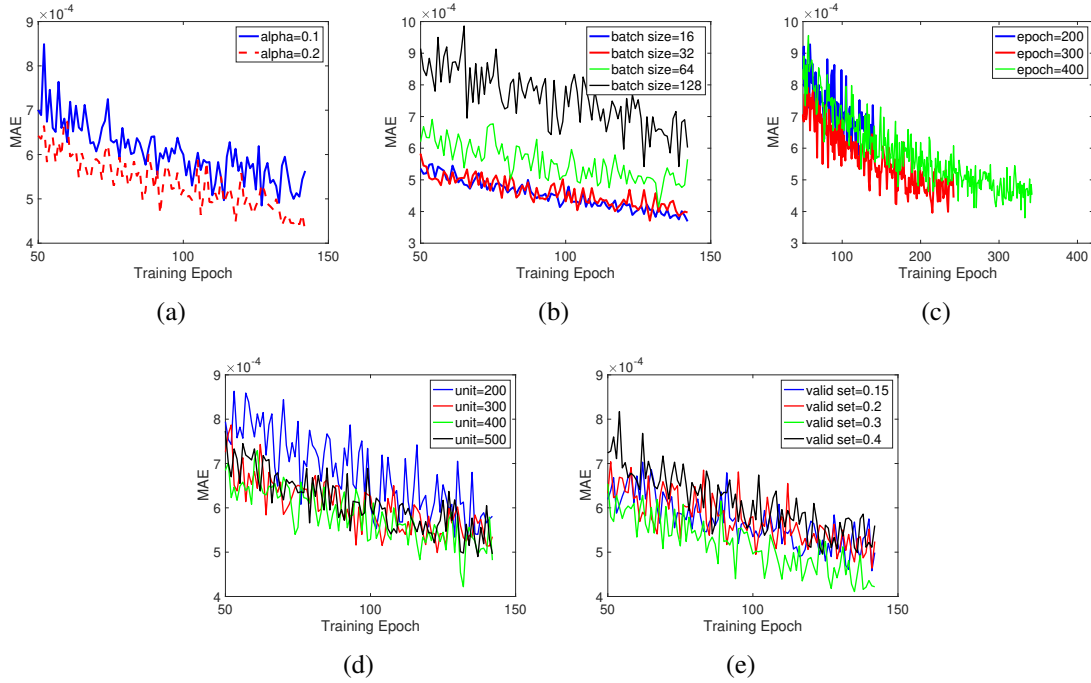 ×10⁻⁴
9
8
7
6
5
4
MAE
50
100
150
Training Epoch
alpha=0.1
alpha=0.2
(a)
×10⁻⁴
10
9
8
7
6
5
4
3
MAE
50
100
150
Training Epoch
batch size=16
batch size=32
batch size=64
batch size=128
(b)
×10⁻⁴
10
9
8
7
6
5
4
3
MAE
100
200
300
400
Training Epoch
epoch=200
epoch=300
epoch=400
(c)
×10⁻⁴
9
8
7
6
5
4
MAE
50
100
150
Training Epoch
unit=200
unit=300
unit=400
unit=500
(d)
×10⁻⁴
9
8
7
6
5
4
MAE
50
100
150
Training Epoch
valid set=0.15
valid set=0.2
valid set=0.3
valid set=0.4
(e)